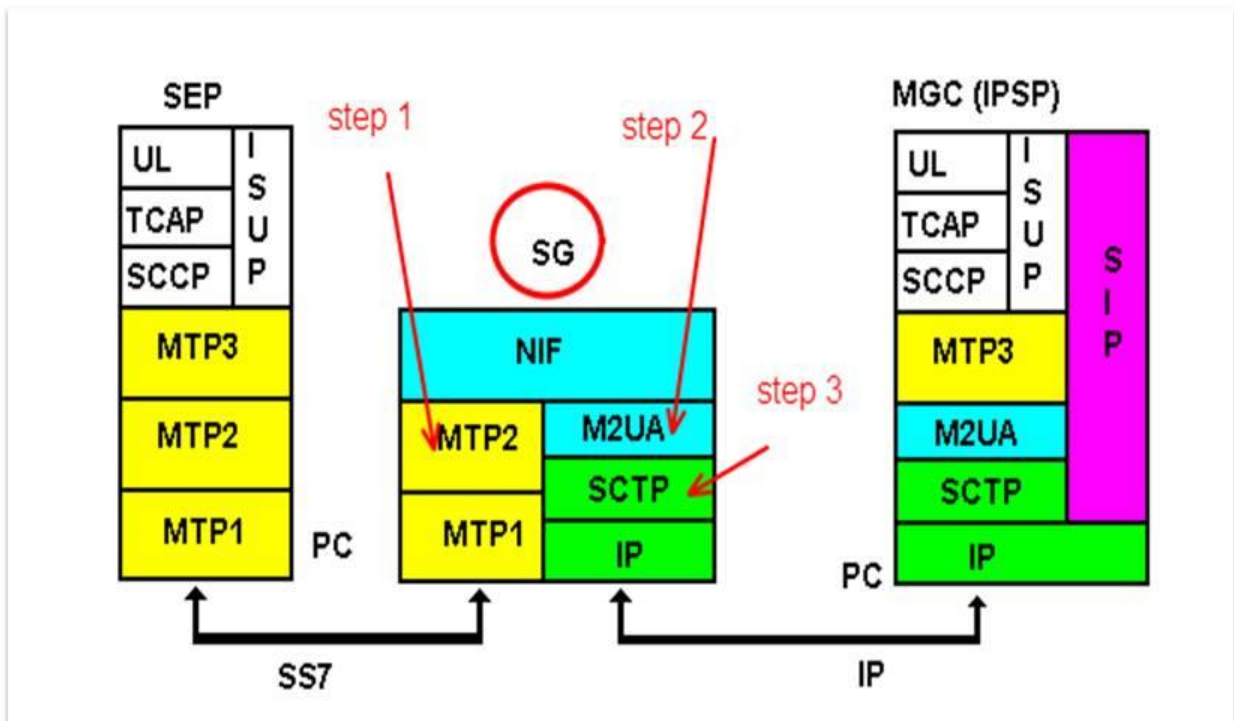 SEP
UL
TCAP
SCCP
I
S
U
P
MTP3
MTP2
MTP1
PC
step 1
SG
step 2
NIF
MTP2
MTP1
M2UA
SCTP
IP
step 3
MGC (IPSP)
UL
TCAP
SCCP
I
S
U
P
S
I
P
MTP3
M2UA
SCTP
IP
PC
SS7
IP